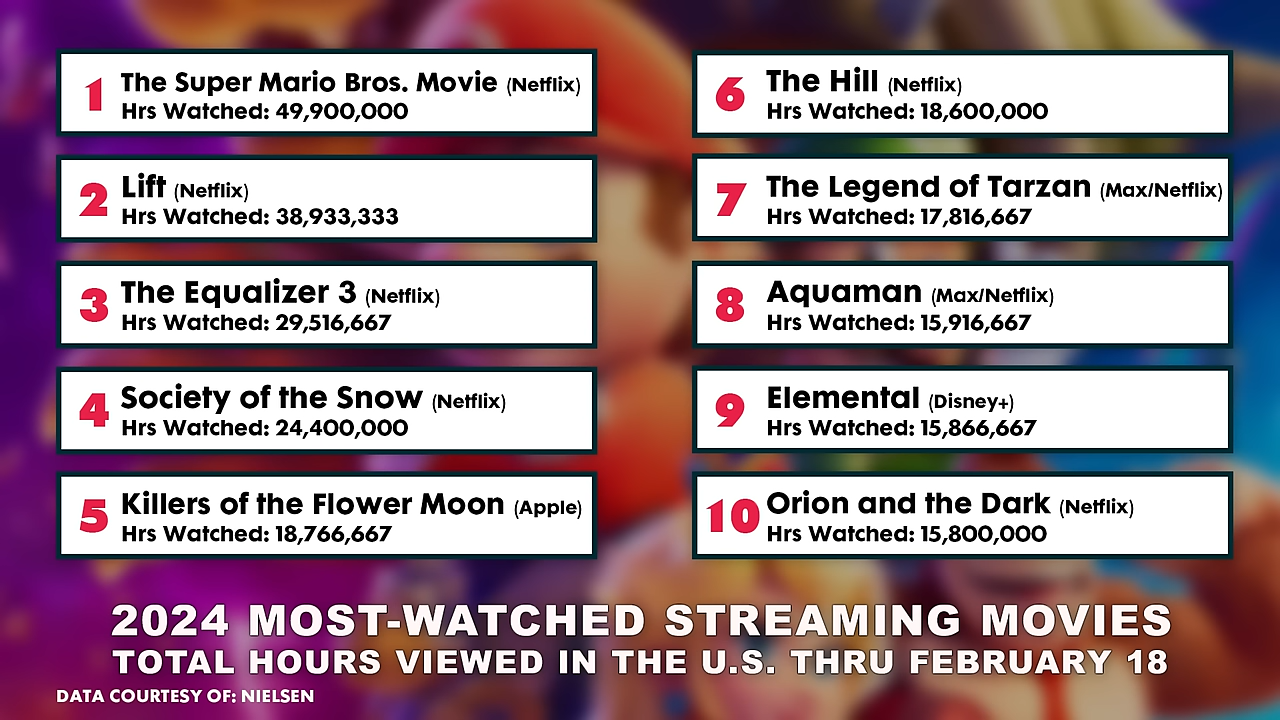 1
The Super Mario Bros. Movie (Netflix)
Hrs Watched: 49,900,000
2
Lift (Netflix)
Hrs Watched: 38,933,333
3
The Equalizer 3 (Netflix)
Hrs Watched: 29,516,667
4
Society of the Snow (Netflix)
Hrs Watched: 24,400,000
5
Killers of the Flower Moon (Apple)
Hrs Watched: 18,766,667
6
The Hill (Netflix)
Hrs Watched: 18,600,000
7
The Legend of Tarzan (Max/Netflix)
Hrs Watched: 17,816,667
8
Aquaman (Max/Netflix)
Hrs Watched: 15,916,667
9
Elemental (Disney+)
Hrs Watched: 15,866,667
10
Orion and the Dark (Netflix)
Hrs Watched: 15,800,000
2024 MOST-WATCHED STREAMING MOVIES
TOTAL HOURS VIEWED IN THE U.S. THRU FEBRUARY 18
DATA COURTESY OF: NIELSEN